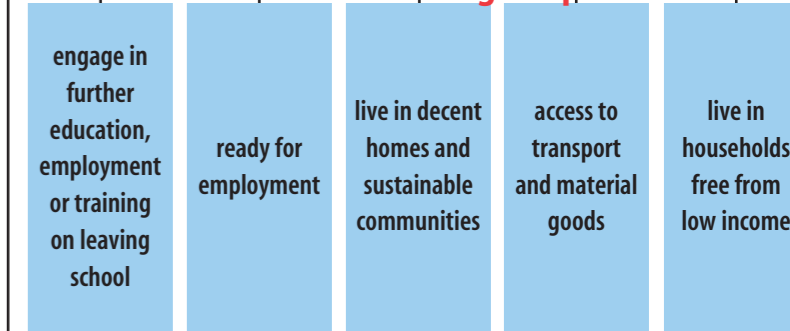 engage in
further
education,
employment
or training
on leaving
school
ready for
employment
live in decent
homes and
sustainable
communities
access to
transport
and material
goods
live in
households
free from
low income